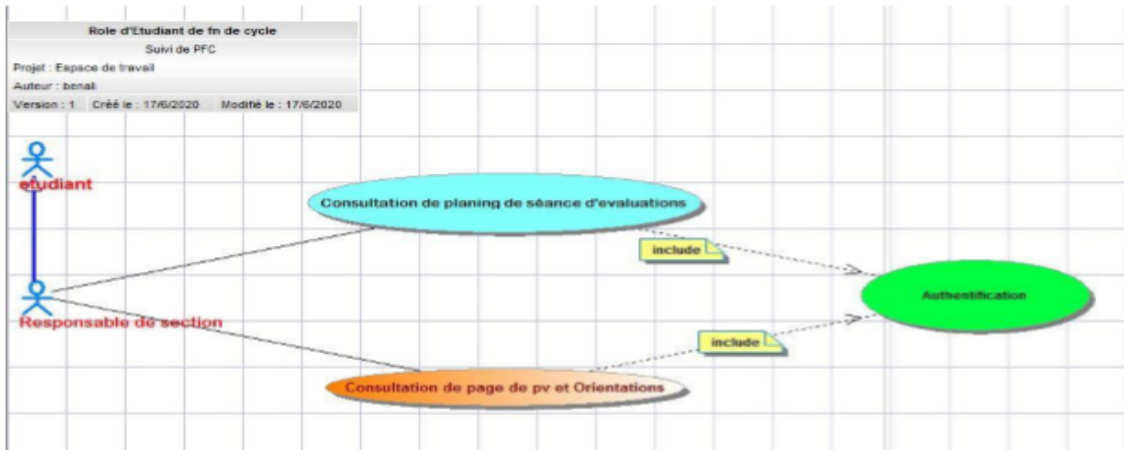 Role d'Etudiant de fn de cycle
Suivi de PFC
Projet : Espace de travail
Auteur : benali
Version : 1 Créé le : 17/6/2020 Modifié le : 17/6/2020
etudiant
Consultation de planing de séance d'evaluations
include
Authentification
Responsable de section
include
Consultation de page de pv et Orientations